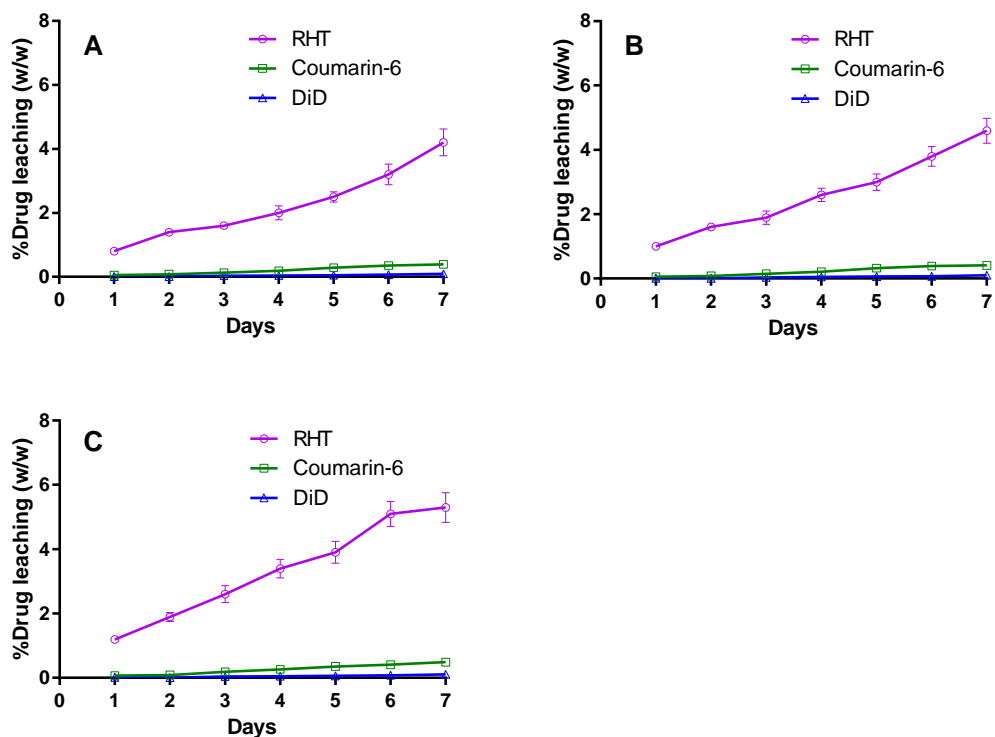 A
RHT
Coumarin-6
DiD
%Drug leaching (w/w)
8
6
4
2
0
0 1 2 3 4 5 6 7
Days
B
RHT
Coumarin-6
DiD
%Drug leaching (w/w)
8
6
4
2
0
0 1 2 3 4 5 6 7
Days
C
RHT
Coumarin-6
DiD
%Drug leaching (w/w)
8
6
4
2
0
0 1 2 3 4 5 6 7
Days